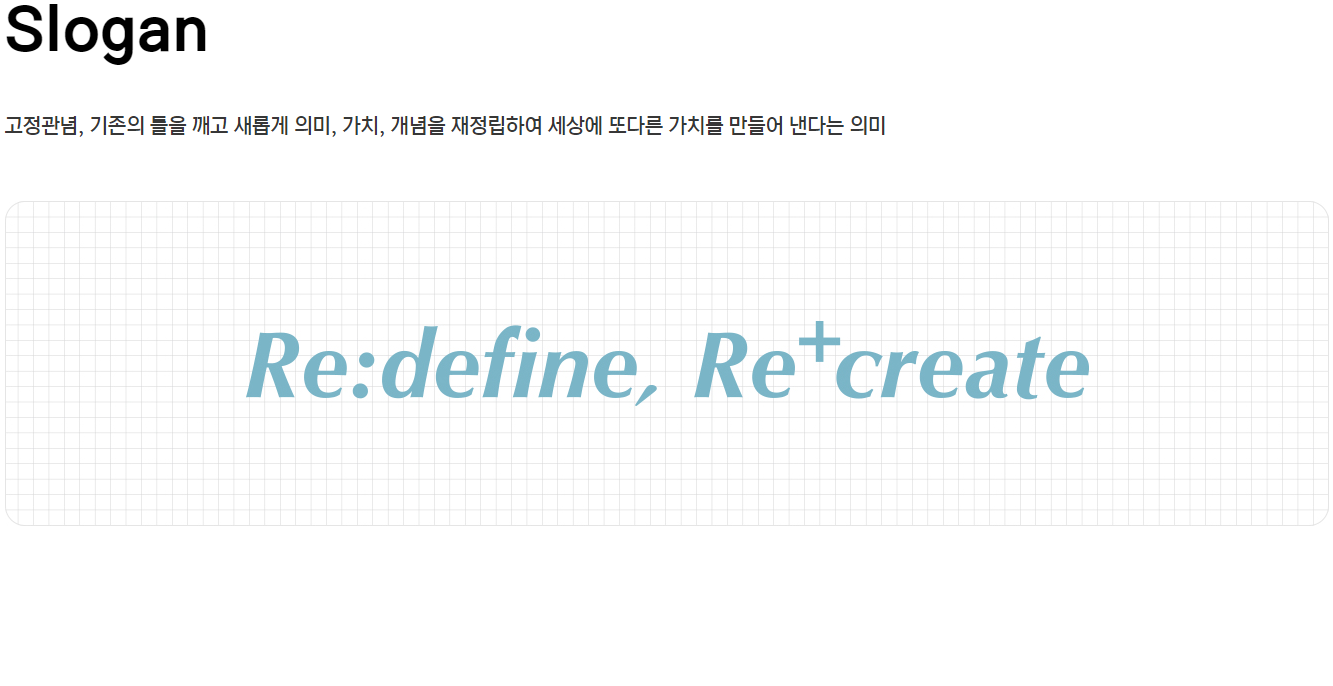 Slogan
고정관념, 기존의 틀을 깨고 새롭게 의미, 가치, 개념을 재정립하여 세상에 또다른 가치를 만들어 낸다는 의미
Re:define, Re+create